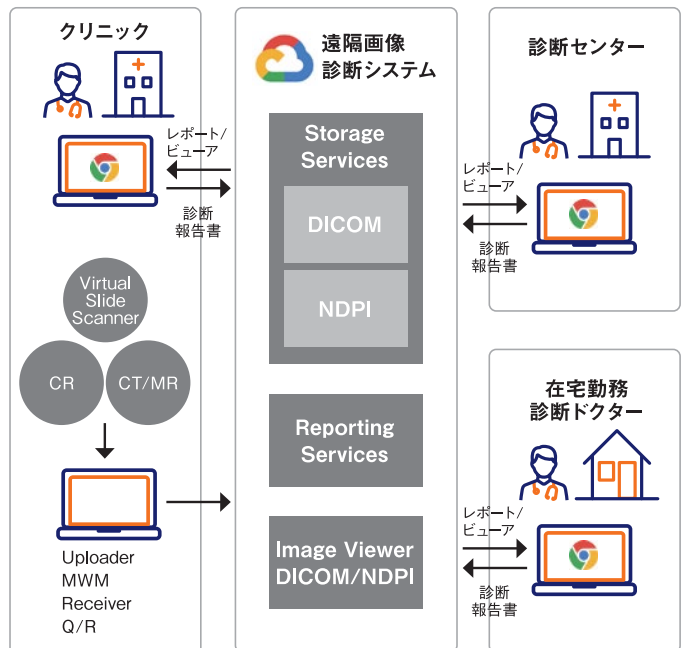 クリニック
レポート/
ビューア
診断
報告書
Virtual
Slide
Scanner
CR
CT/MR
Uploader
MWM
Receiver
Q/R
遠隔画像
診断システム
Storage
Services
DICOM
NDPI
Reporting
Services
Image Viewer
DICOM/NDPI
診断センター
レポート/
ビューア
診断
報告書
在宅勤務
診断ドクター
レポート/
ビューア
診断
報告書